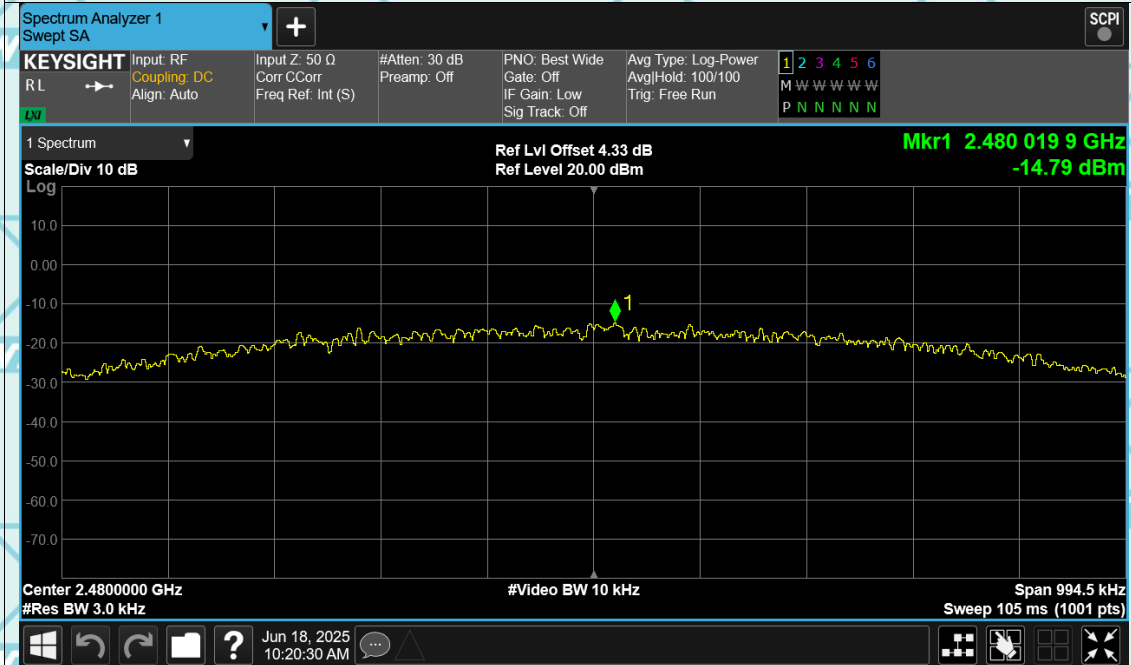 Spectrum Analyzer 1
Swept SA
+
SCPI
KEYSIGHT
R L
LXI
Input: RF
Coupling: DC
Align: Auto
Input Z: 50 Ω
Corr CCorr
Freq Ref: Int (S)
#Atten: 30 dB
Preamp: Off
PNO: Best Wide
Gate: Off
IF Gain: Low
Sig Track: Off
Avg Type: Log-Power
Avg|Hold: 100/100
Trig: Free Run
1 2 3 4 5 6
M W W W W W
P N N N N N
1 Spectrum
Scale/Div 10 dB
Log
Ref Lvl Offset 4.33 dB
Ref Level 20.00 dBm
Mkr1 2.480 019 9 GHz
-14.79 dBm
10.0
0.00
-10.0
-20.0
-30.0
-40.0
-50.0
-60.0
-70.0
1
Center 2.4800000 GHz
#Res BW 3.0 kHz
#Video BW 10 kHz
Span 994.5 kHz
Sweep 105 ms (1001 pts)
?
Jun 18, 2025
10:20:30 AM